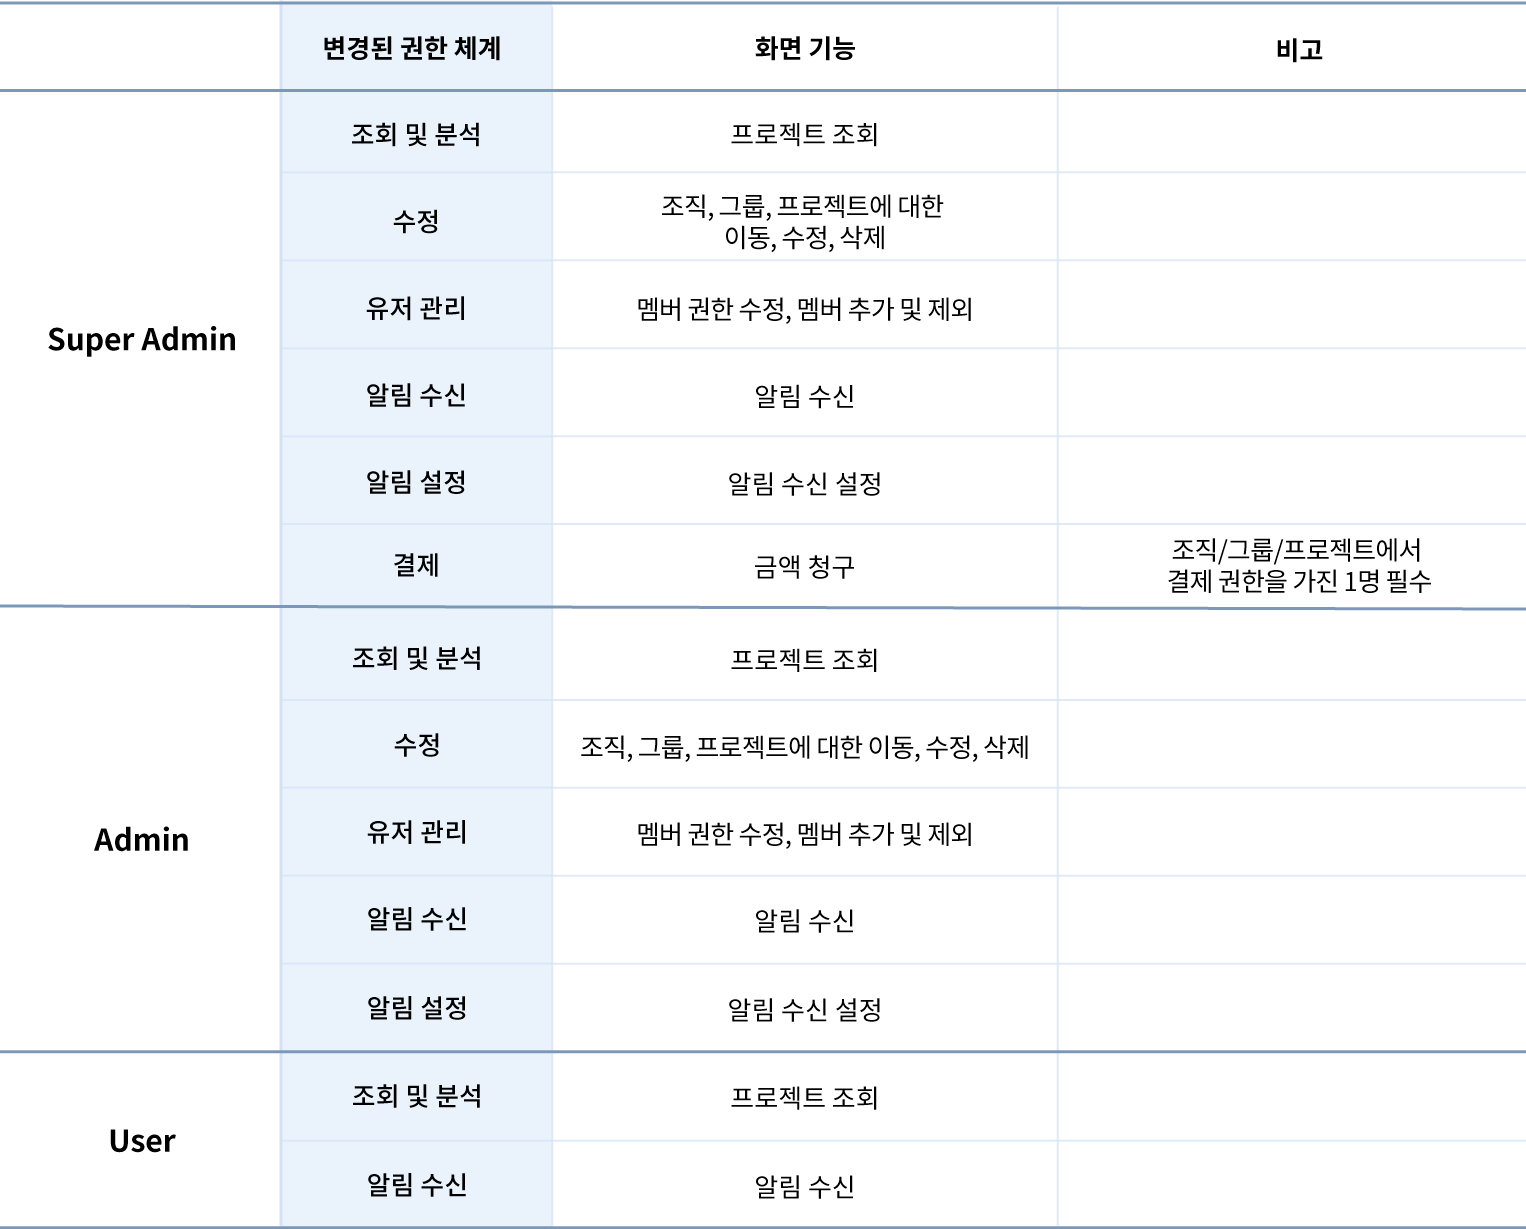 변경된 권한 체계
화면 기능
비고
Super Admin
조회 및 분석
프로젝트 조회
수정
조직, 그룹, 프로젝트에 대한
이동, 수정, 삭제
유저 관리
멤버 권한 수정, 멤버 추가 및 제외
알림 수신
알림 수신
알림 설정
알림 수신 설정
결제
금액 청구
조직/그룹/프로젝트에서
결제 권한을 가진 1명 필수
Admin
조회 및 분석
프로젝트 조회
수정
조직, 그룹, 프로젝트에 대한 이동, 수정, 삭제
유저 관리
멤버 권한 수정, 멤버 추가 및 제외
알림 수신
알림 수신
알림 설정
알림 수신 설정
User
조회 및 분석
프로젝트 조회
알림 수신
알림 수신